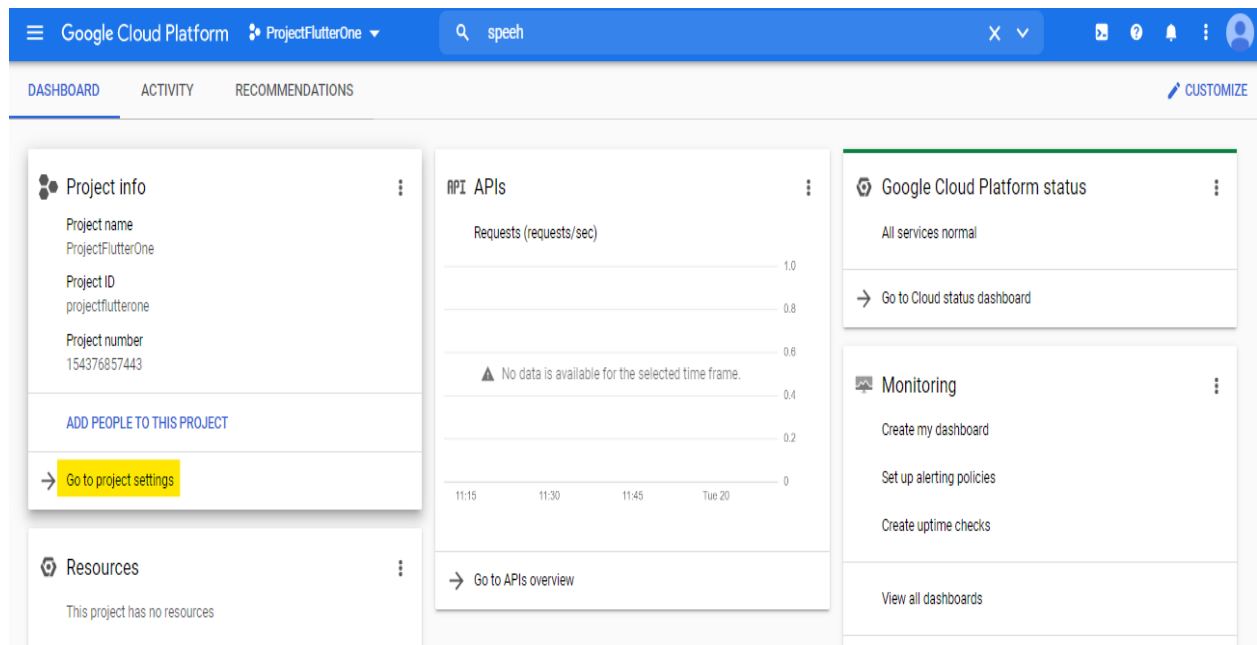 Google Cloud Platform ProjectFlutterOne speeh X
DASHBOARD ACTIVITY RECOMMENDATIONS CUSTOMIZE
Project info
Project name
ProjectFlutterOne
Project ID
projectflutterone
Project number
154376857443
ADD PEOPLE TO THIS PROJECT
Go to project settings
Resources
This project has no resources
API APIs
Requests (requests/sec)
1.0
0.8
0.6
No data is available for the selected time frame.
0.4
0.2
0
11:15 11:30 11:45 Tue 20
Go to APIs overview
Google Cloud Platform status
All services normal
Go to Cloud status dashboard
Monitoring
Create my dashboard
Set up alerting policies
Create uptime checks
View all dashboards